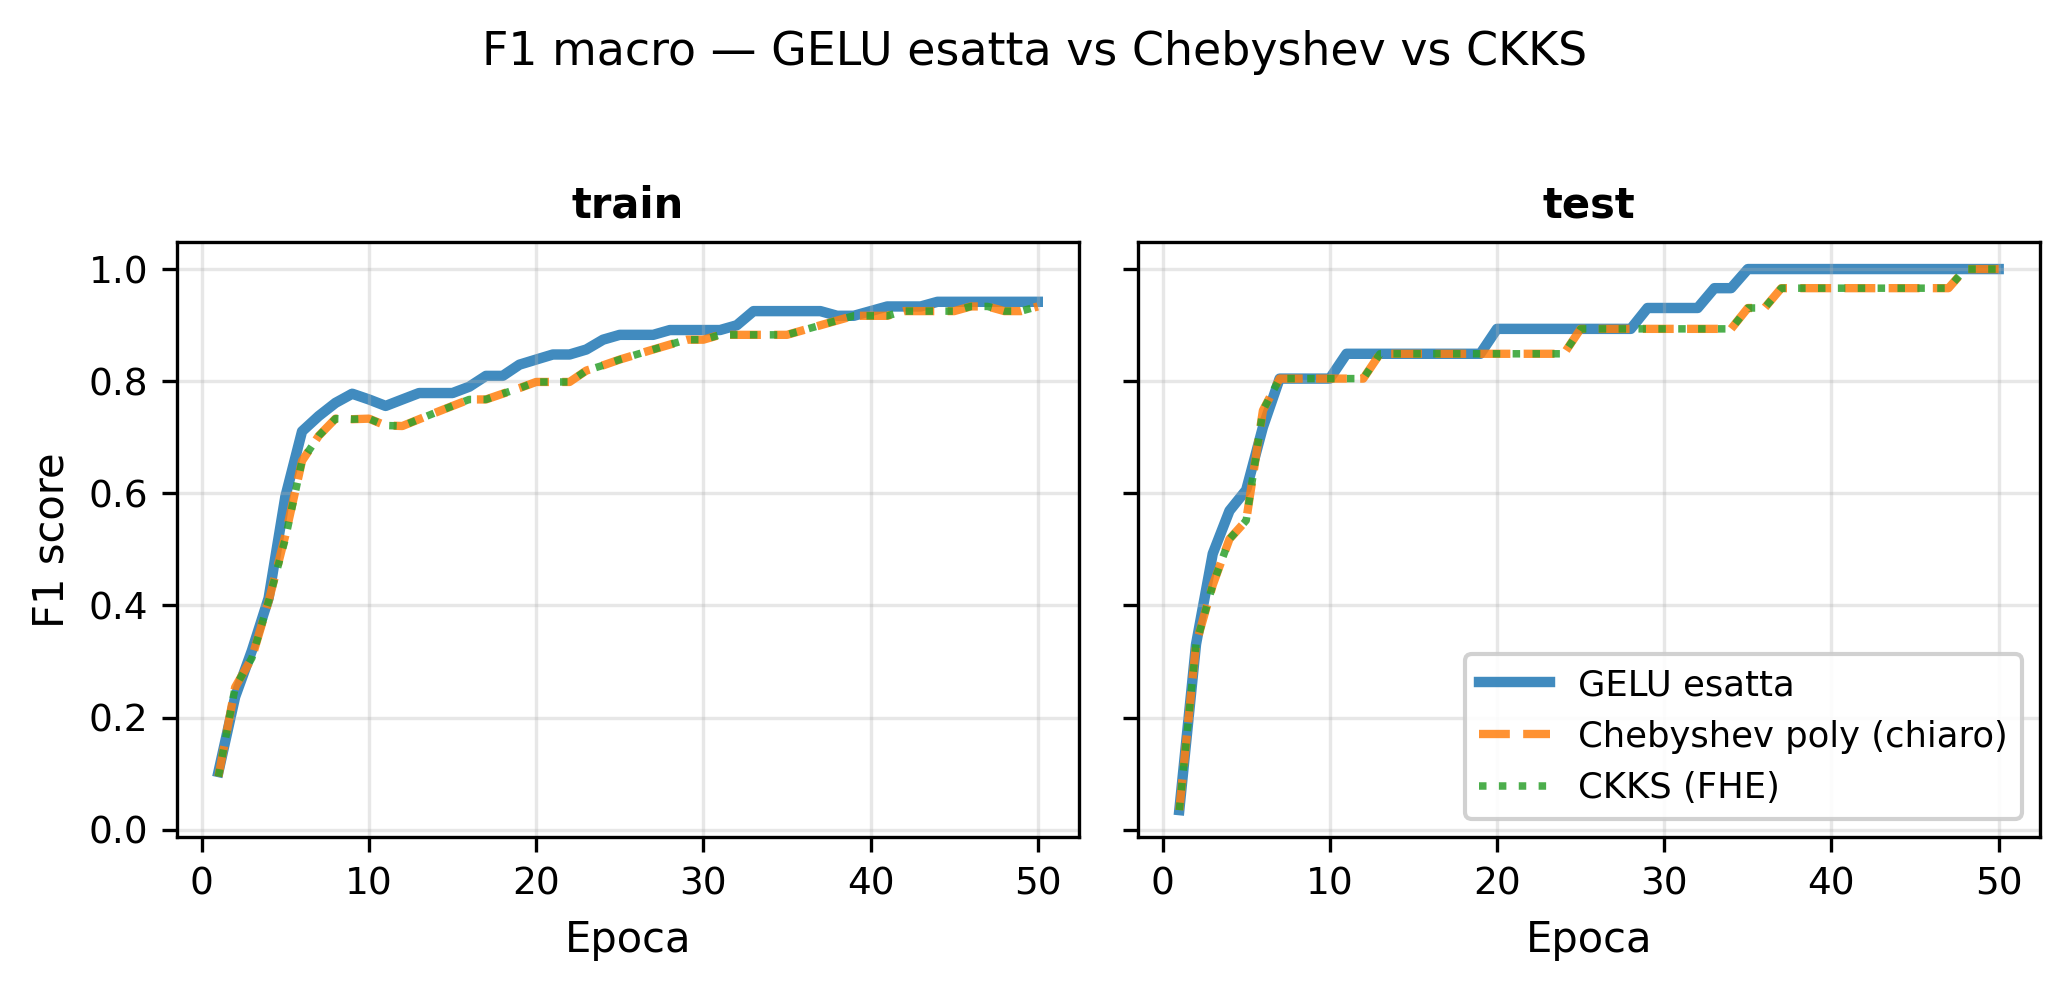 F1 macro — GELU esatta vs Chebyshev vs CKKS
train
test
F1 score
1.0
0.8
0.6
0.4
0.2
0.0
0 10 20 30 40 50
0 10 20 30 40 50
Epoca
Epoca
GELU esatta
Chebyshev poly (chiaro)
CKKS (FHE)